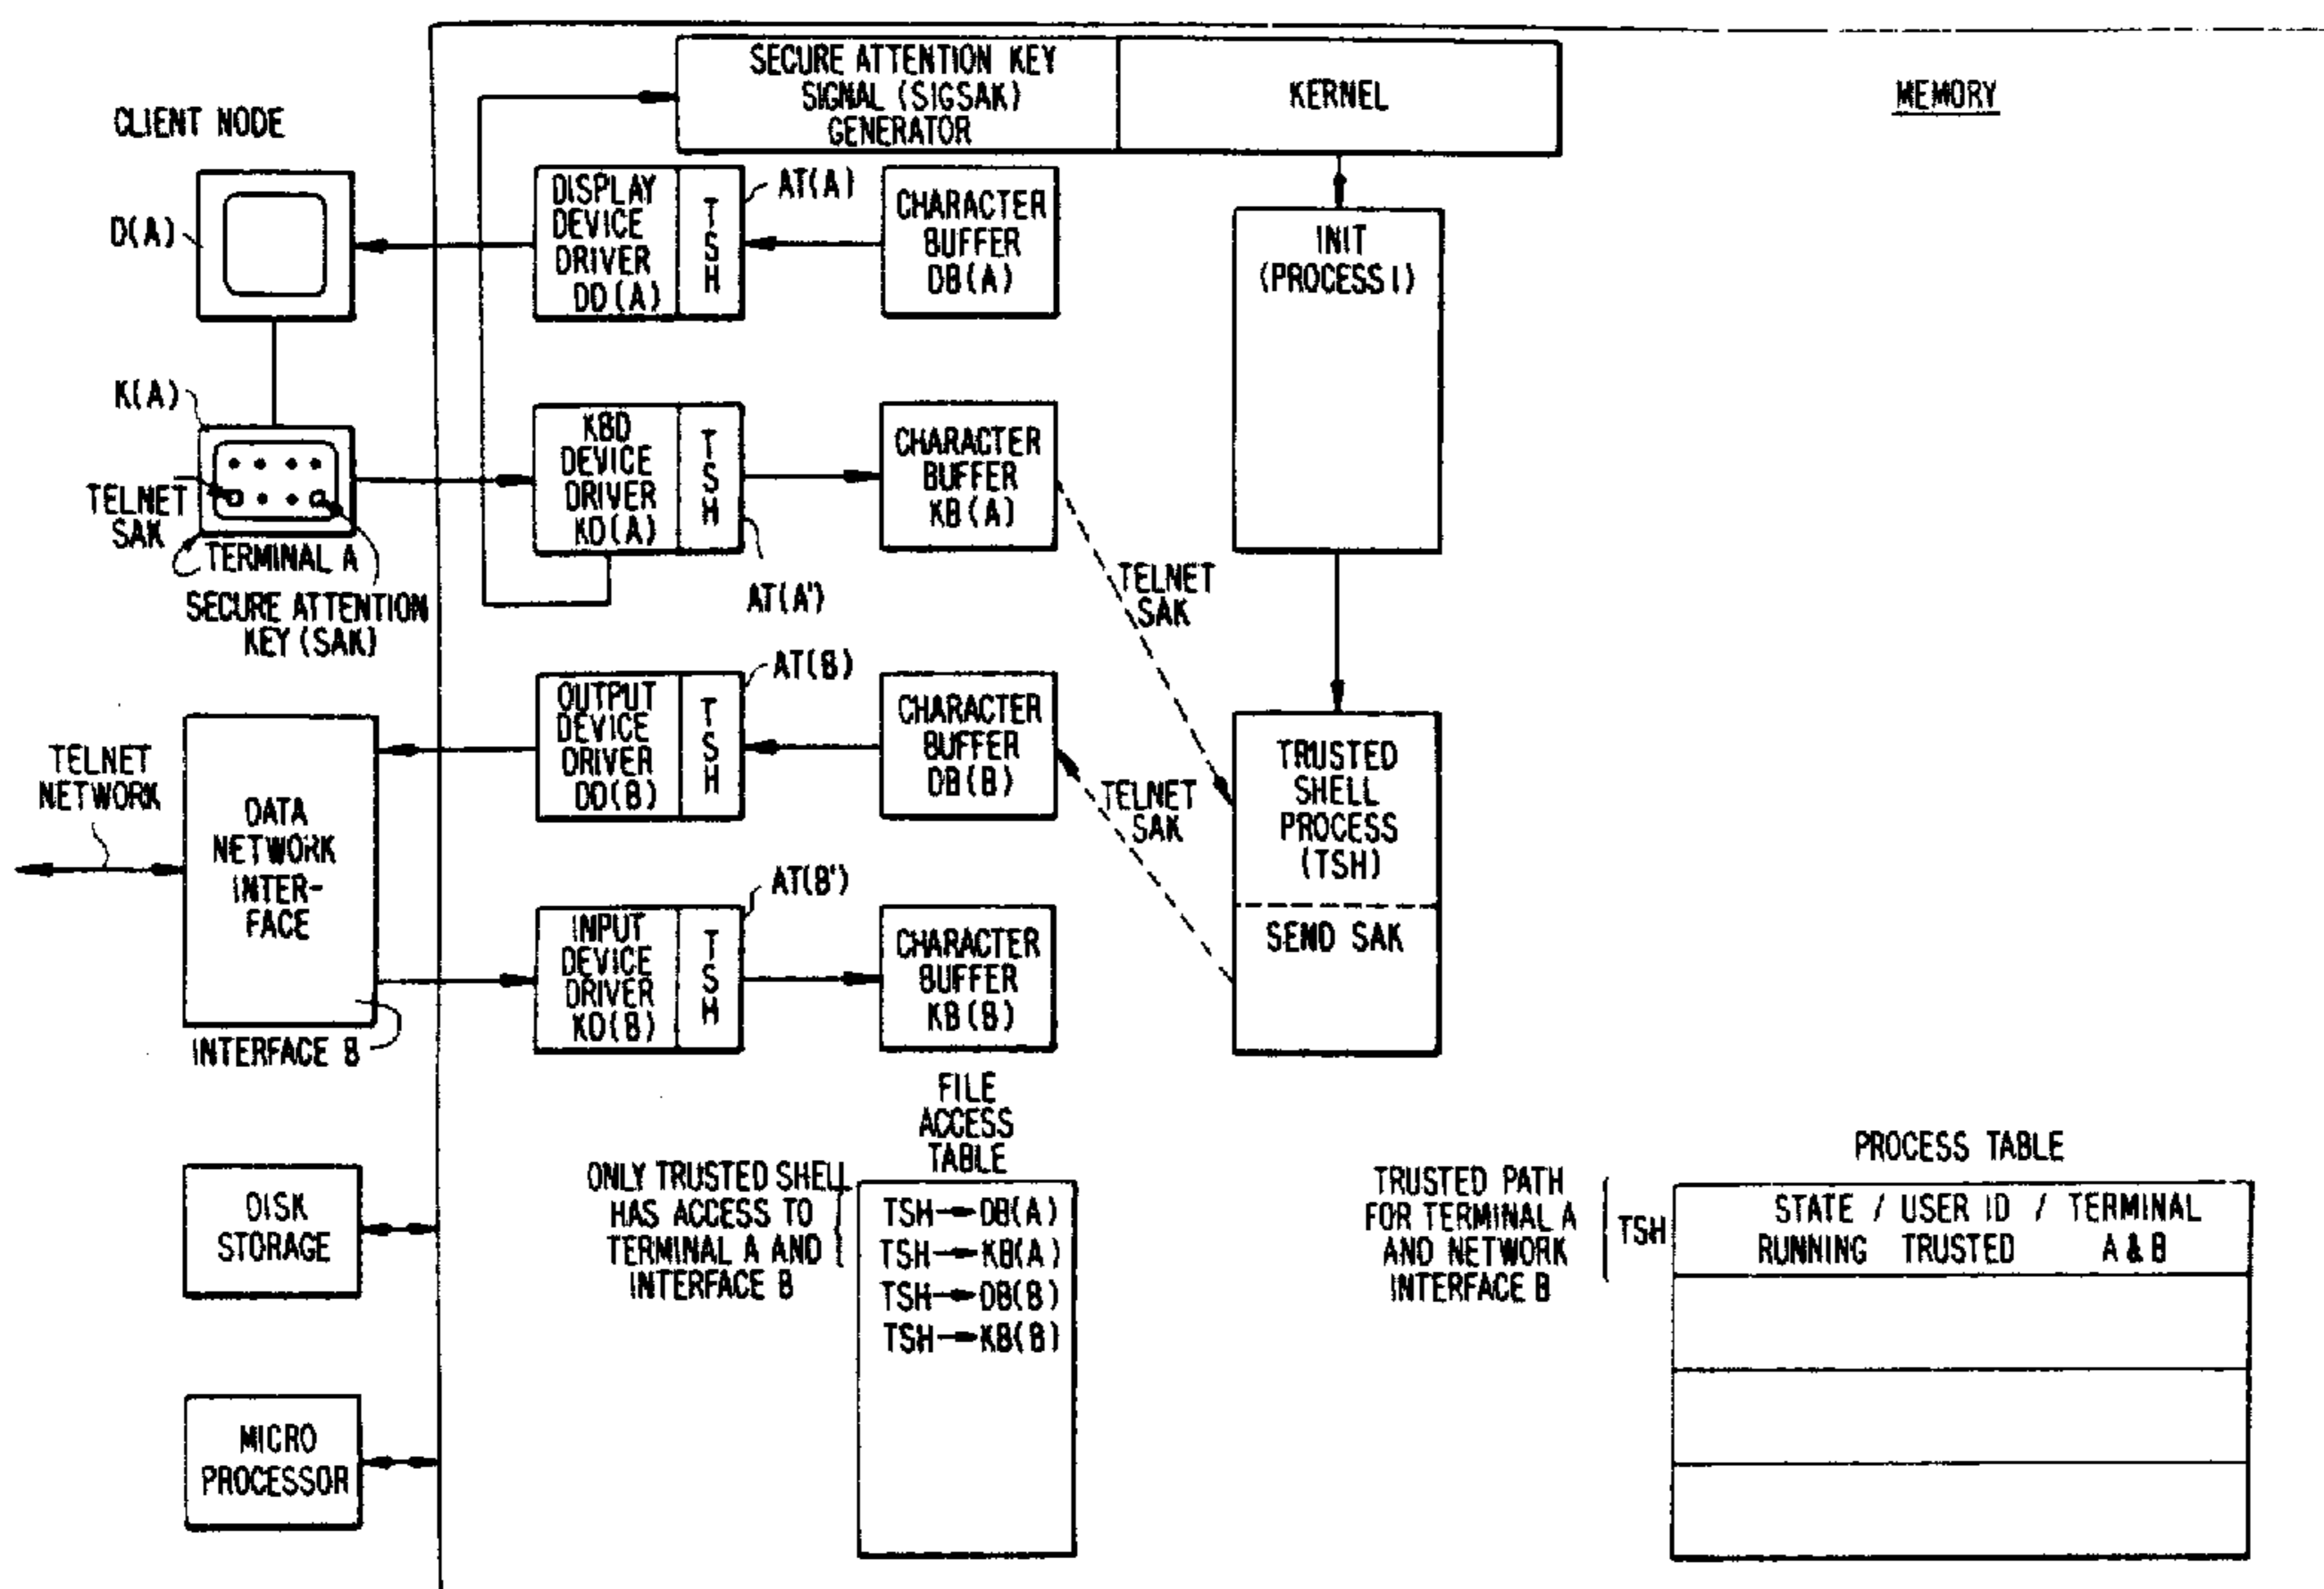 SECURE ATTENTION KEY
SIGNAL (SIGSAK)
GENERATOR
KERNEL
MEMORY
CLIENT NODE
D(A)
DISPLAY
DEVICE
DRIVER
DD(A)
TSH
AT(A)
CHARACTER
BUFFER
DB(A)
INIT
(PROCESS 1)
K(A)
TELNET
SAK
TERMINAL A
SECURE ATTENTION
KEY (SAK)
KBD
DEVICE
DRIVER
KD(A)
TSH
AT(A')
CHARACTER
BUFFER
KB(A)
TELNET
SAK
TELNET
NETWORK
DATA
NETWORK
INTER-
FACE
INTERFACE B
OUTPUT
DEVICE
DRIVER
DD(B)
TSH
AT(B)
CHARACTER
BUFFER
DB(B)
TELNET
SAK
TRUSTED
SHELL
PROCESS
(TSH)
SEND SAK
INPUT
DEVICE
DRIVER
KD(B)
TSH
AT(B')
CHARACTER
BUFFER
KB(B)
DISK
STORAGE
MICRO
PROCESSOR
FILE
ACCESS
TABLE
ONLY TRUSTED SHELL
HAS ACCESS TO
TERMINAL A AND
INTERFACE B
TSH→DB(A)
TSH→KB(A)
TSH→DB(B)
TSH→KB(B)
PROCESS TABLE
TRUSTED PATH
FOR TERMINAL A
AND NETWORK
INTERFACE B
TSH
STATE / USER ID / TERMINAL
RUNNING TRUSTED A & B